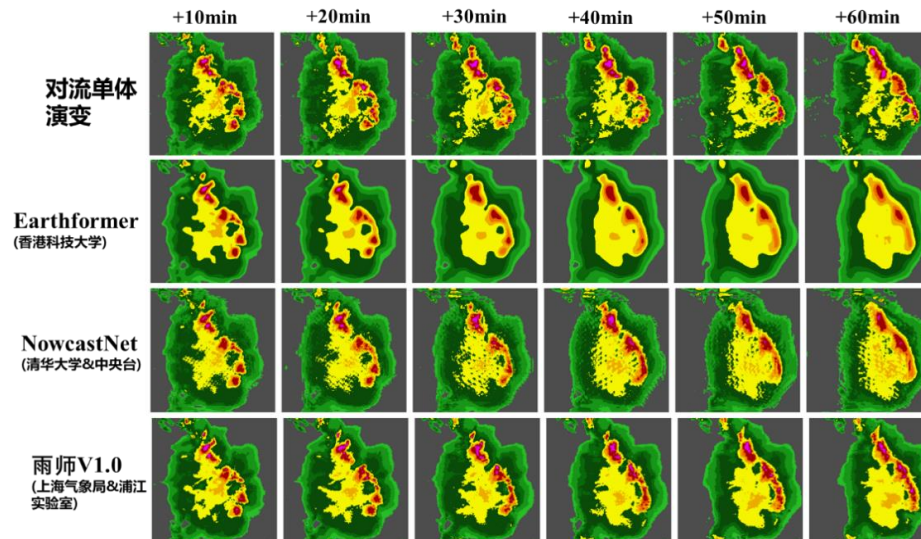 +10min +20min +30min +40min +50min +60min
对流单体
演变
Earthformer
(香港科技大学)
NowcastNet
(清华大学&中央台)
雨师V1.0
(上海气象局&浦江
实验室)